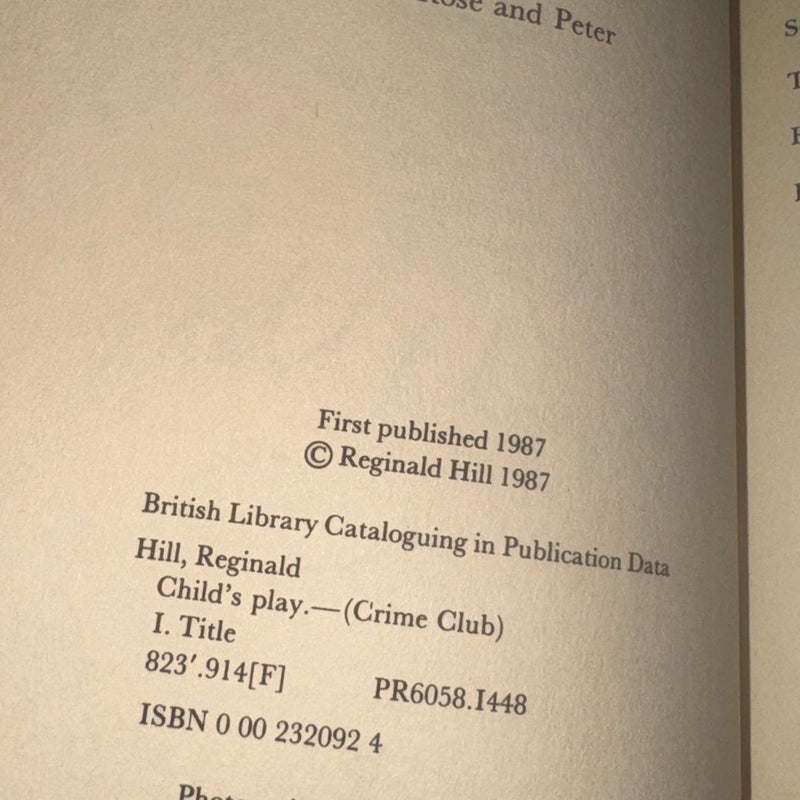 Rose and Peter
First published 1987
© Reginald Hill 1987
British Library Cataloguing in Publication Data
Hill, Reginald
Child's play.—(Crime Club)
I. Title
823′.914[F] PR6058.I448
ISBN 0 00 232092 4